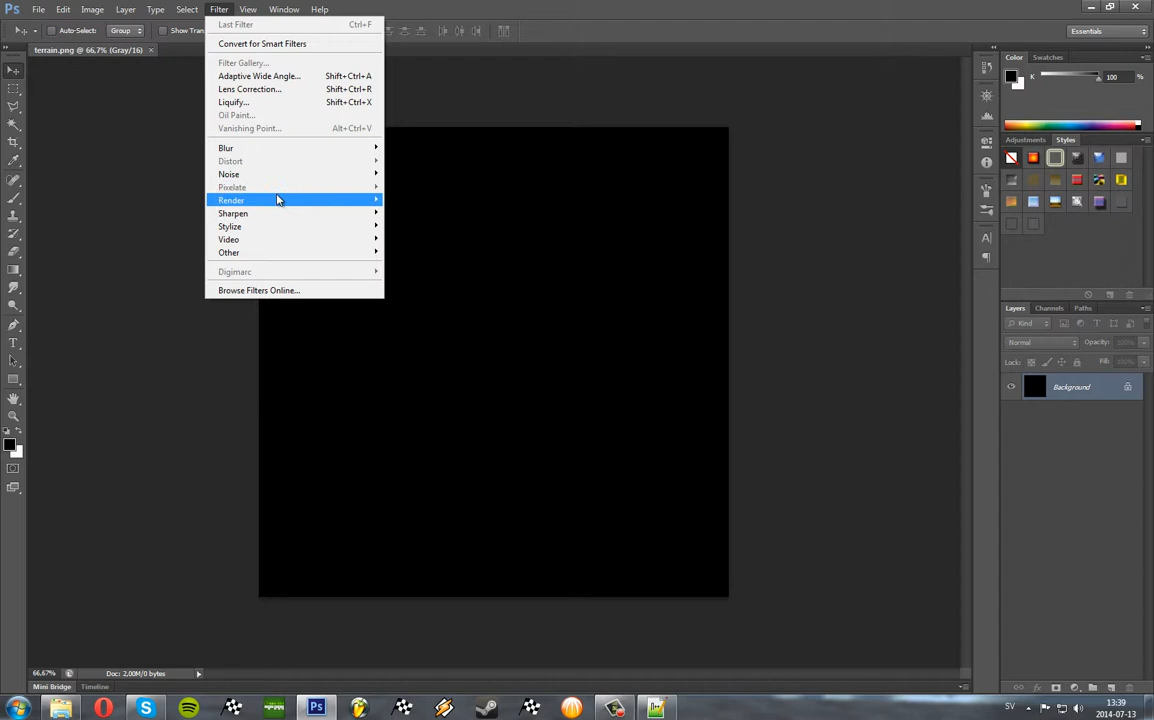 Ps File Edit Image Layer Type Select Filter View Window Help
Auto-Select: Group Show Tran Essentials
terrain.png @ 66,7% (Gray/16) ×
Last Filter Ctrl+F
Convert for Smart Filters
Filter Gallery...
Adaptive Wide Angle... Shift+Ctrl+A
Lens Correction... Shift+Ctrl+R
Liquify... Shift+Ctrl+X
Oil Paint...
Vanishing Point... Alt+Ctrl+V
Blur
Distort
Noise
Pixelate
Render
Sharpen
Stylize
Video
Other
Digimarc
Browse Filters Online...
Color Swatches
K 100 %
Adjustments Styles
Layers Channels Paths
Kind
Normal Opacity: 100%
Lock: Fill: 100%
Background
66,67% Doc: 2,00M/0 bytes
Mini Bridge Timeline
SV 13:39
2014-07-13